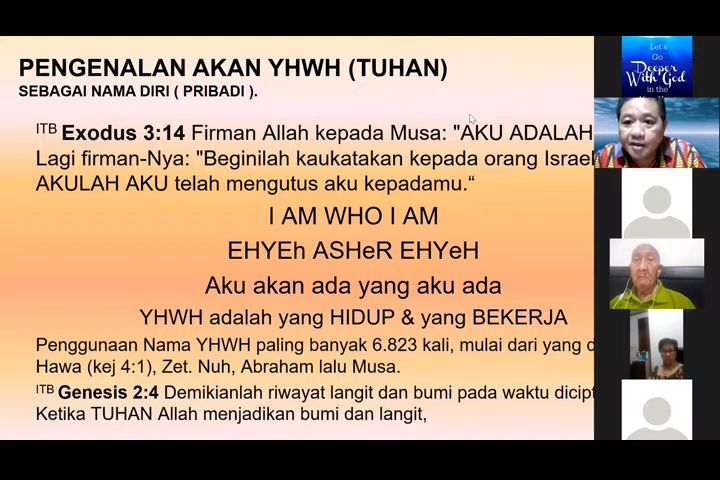 PENGENALAN AKAN YHWH (TUHAN)
SEBAGAI NAMA DIRI ( PRIBADI ).
ITB Exodus 3:14 Firman Allah kepada Musa: "AKU ADALAH
Lagi firman-Nya: "Beginilah kaukatakan kepada orang Israel
AKULAH AKU telah mengutus aku kepadamu.“
I AM WHO I AM
EHYEh ASHeR EHYeH
Aku akan ada yang aku ada
YHWH adalah yang HIDUP & yang BEKERJA
Penggunaan Nama YHWH paling banyak 6.823 kali, mulai dari yang
Hawa (kej 4:1), Zet. Nuh, Abraham lalu Musa.
ITB Genesis 2:4 Demikianlah riwayat langit dan bumi pada waktu dicipt
Ketika TUHAN Allah menjadikan bumi dan langit,
Let's
Go
Deeper
With God
in the